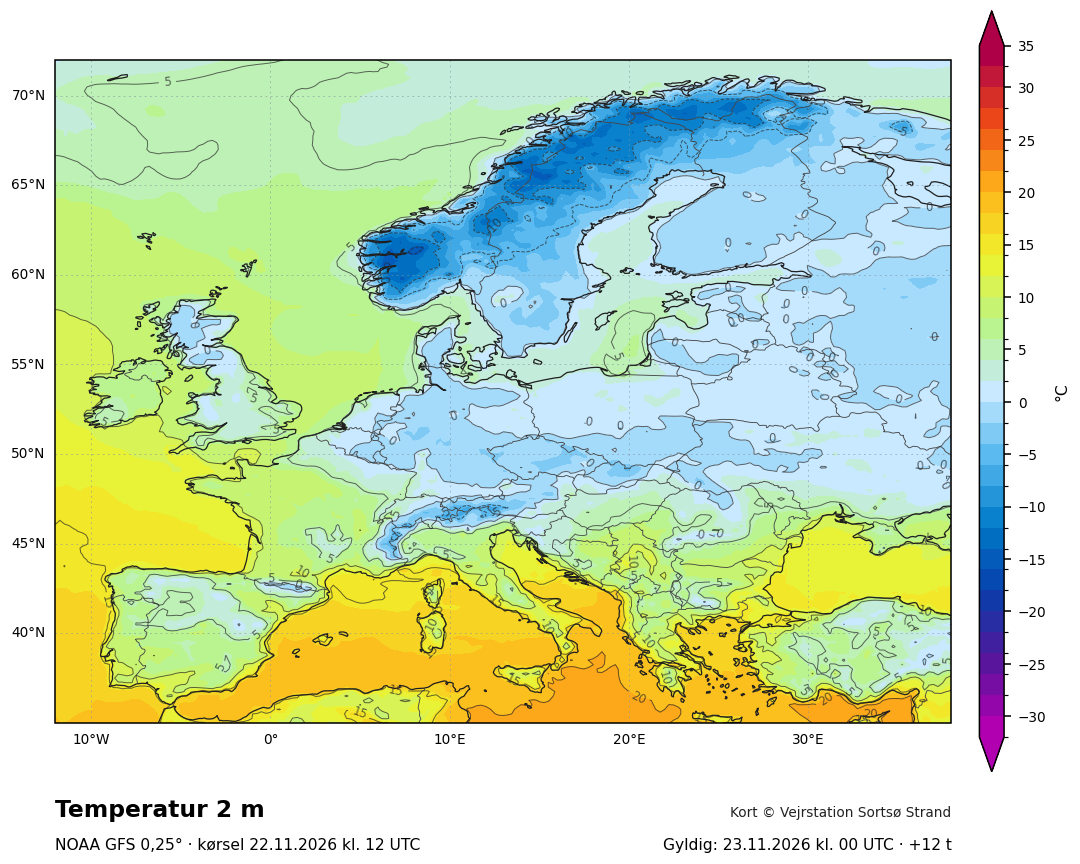 70°N
65°N
60°N
55°N
50°N
45°N
40°N
10°W 0° 10°E 20°E 30°E
35
30
25
20
15
10
5
0
−5
−10
−15
−20
−25
−30
°C
Temperatur 2 m
Kort © Vejrstation Sortsø Strand
NOAA GFS 0,25° · kørsel 22.11.2026 kl. 12 UTC
Gyldig: 23.11.2026 kl. 00 UTC · +12 t